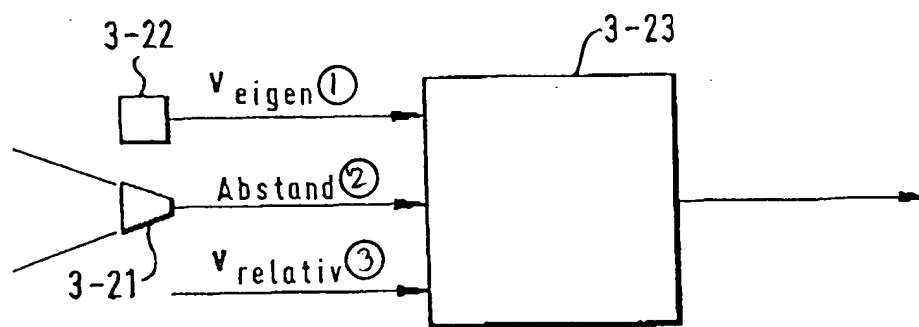 3-22
3-23
v eigen ①
Abstand ②
3-21
v relativ ③